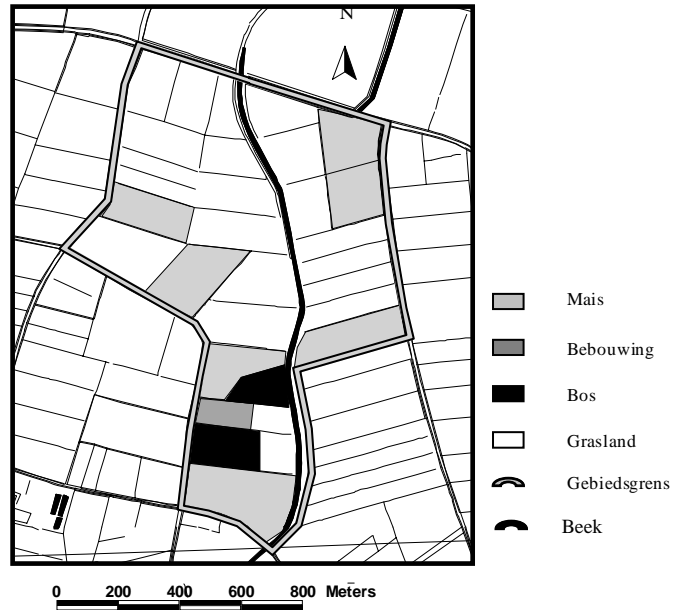 N
Mais
Bebouwing
Bos
Grasland
Gebiedsgrens
Beek
0 200 400 600 800 Meters